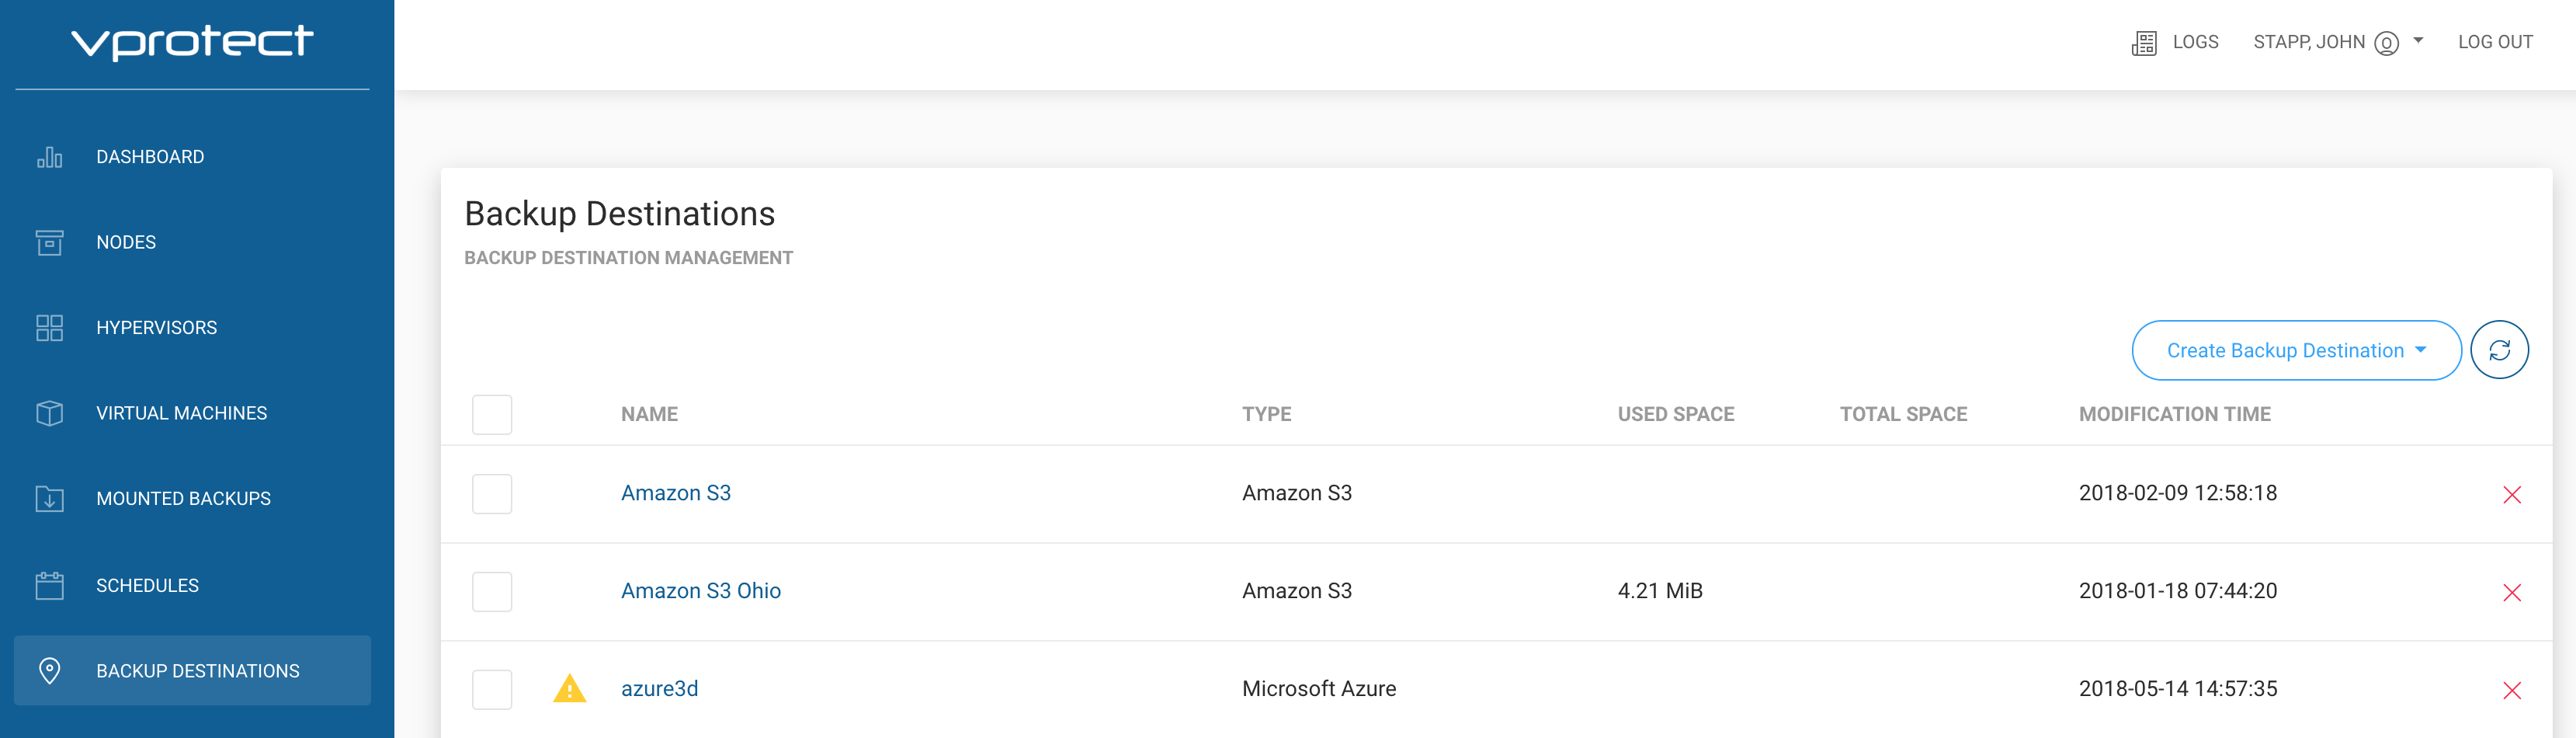 vprotect
LOGS STAPP, JOHN LOG OUT
DASHBOARD
NODES
HYPERVISORS
VIRTUAL MACHINES
MOUNTED BACKUPS
SCHEDULES
BACKUP DESTINATIONS
Backup Destinations
BACKUP DESTINATION MANAGEMENT
Create Backup Destination
NAME TYPE USED SPACE TOTAL SPACE MODIFICATION TIME
Amazon S3 Amazon S3 2018-02-09 12:58:18
Amazon S3 Ohio Amazon S3 4.21 MiB 2018-01-18 07:44:20
azure3d Microsoft Azure 2018-05-14 14:57:35